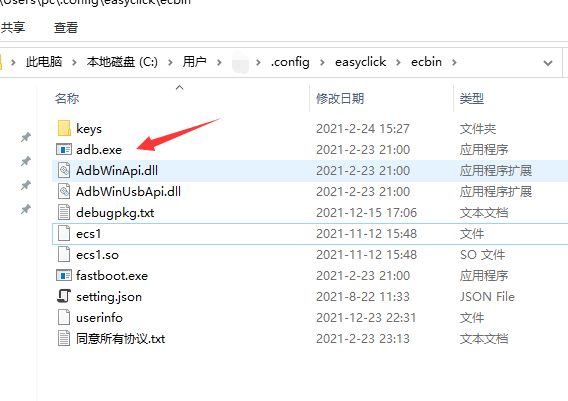 \Users\pc\.config\easyclick\ecbin
共享 查看
此电脑 > 本地磁盘 (C:) > 用户 > > .config > easyclick > ecbin >
名称 修改日期 类型
keys 2021-2-24 15:27 文件夹
adb.exe 2021-2-23 21:00 应用程序
AdbWinApi.dll 2021-2-23 21:00 应用程序扩展
AdbWinUsbApi.dll 2021-2-23 21:00 应用程序扩展
debugpkg.txt 2021-12-15 17:06 文本文档
ecs1 2021-11-12 15:48 文件
ecs1.so 2021-11-12 15:48 SO 文件
fastboot.exe 2021-2-23 21:00 应用程序
setting.json 2021-8-22 11:33 JSON File
userinfo 2021-12-23 22:31 文件
同意所有协议.txt 2021-2-23 23:13 文本文档